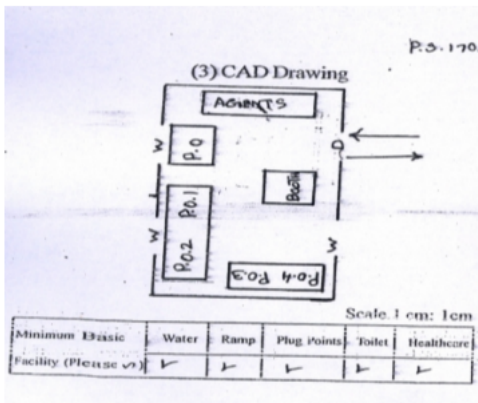 P.S. 170
(3) CAD Drawing
AGENTS
W
P.O
D
BOOTH
P.O.1
P.O.2
W
W
P.O.4 P.O.3
Scale 1 cm: 1cm
Minimum Basic Water Ramp Plug Points Toilet Healthcare
Facility (Please ✓) ✓ ✓ ✓ ✓ ✓